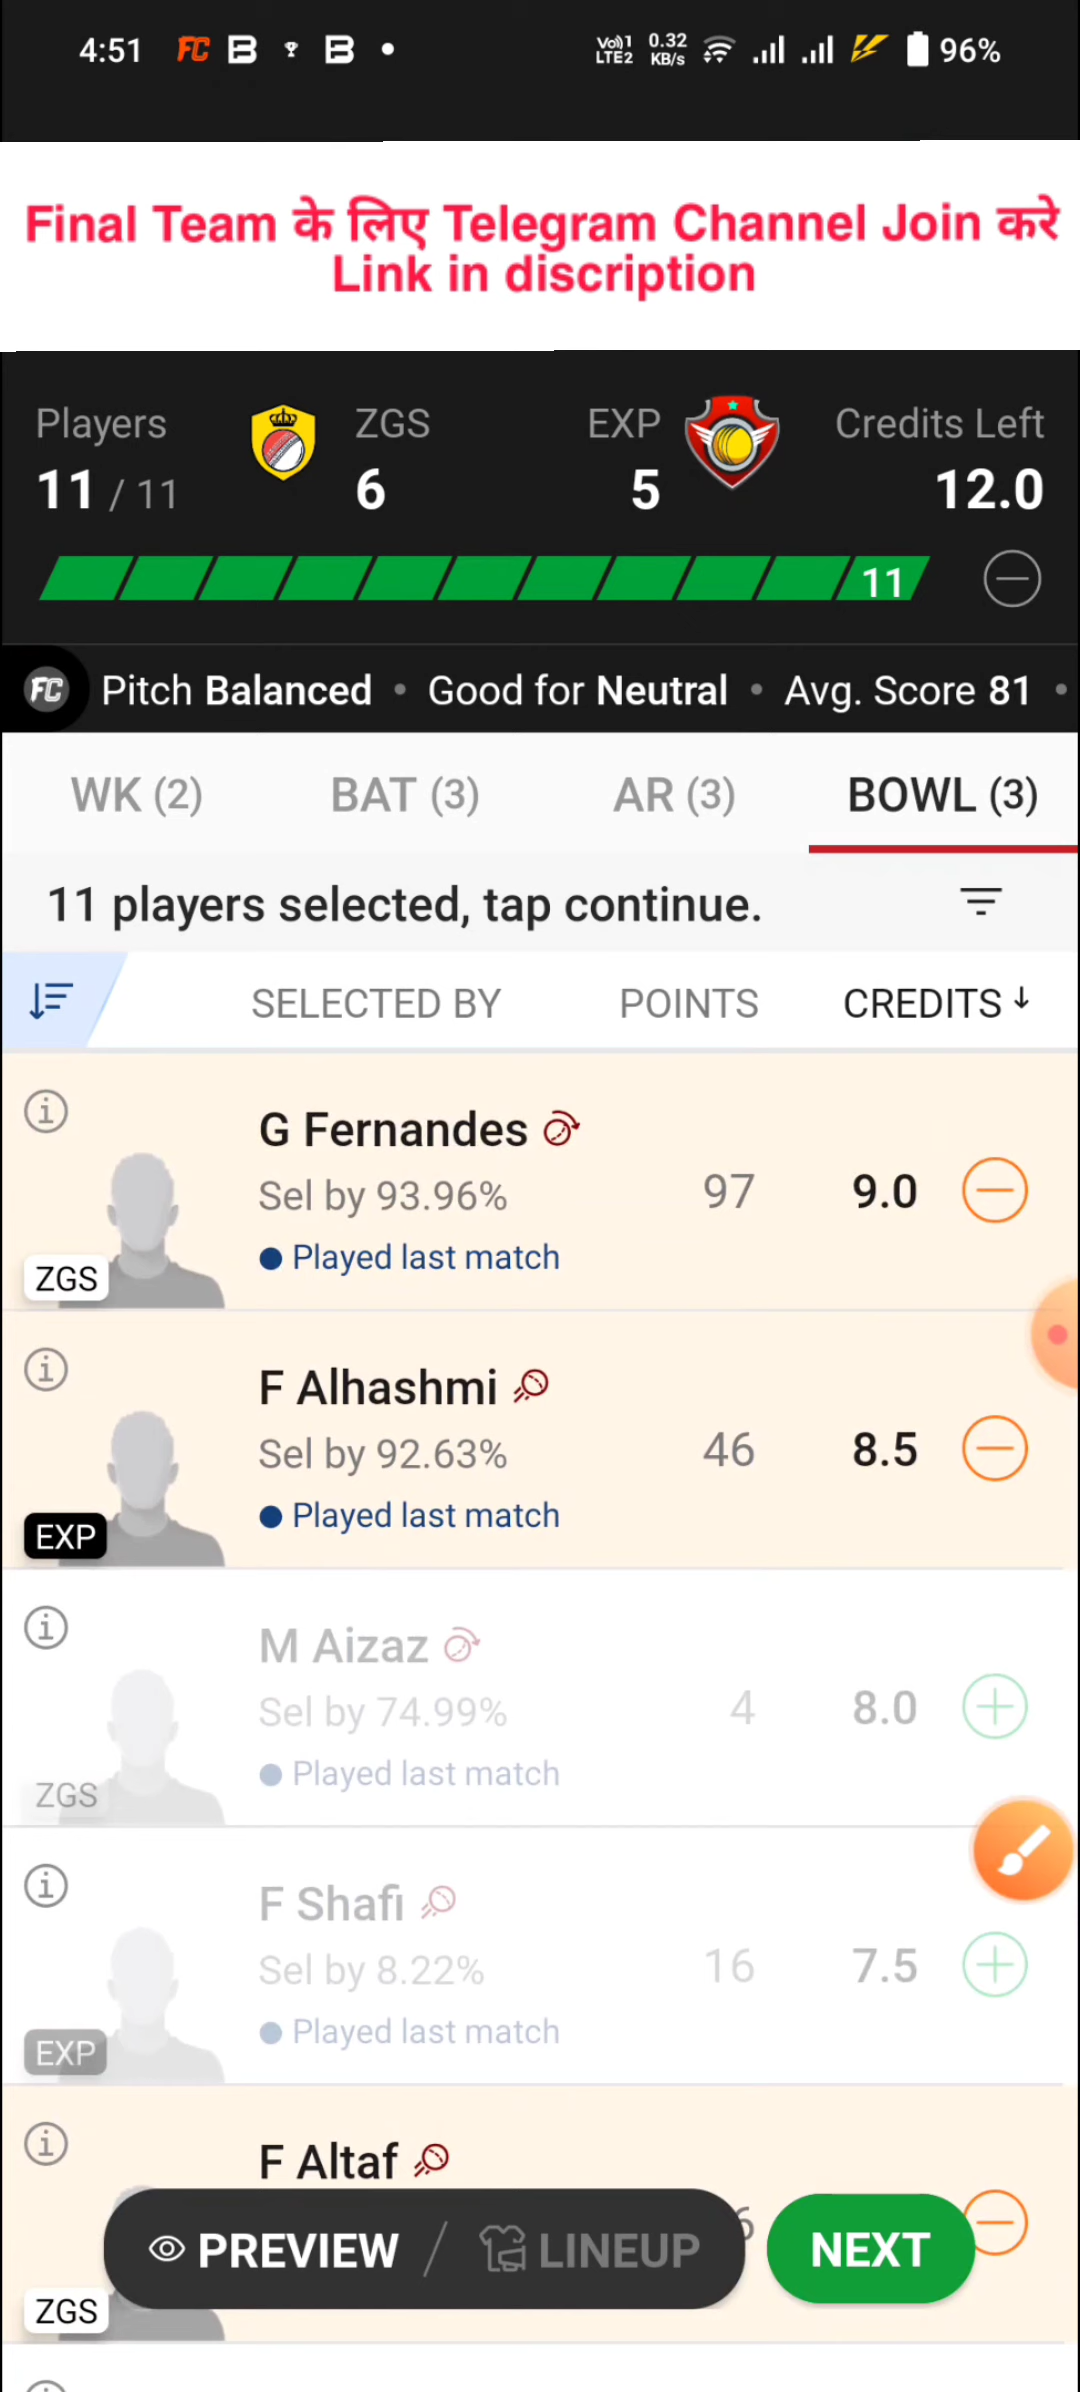 4:51 FC B B Vo)) 1 LTE2 0.32 KB/s 96%
Final Team के लिए Telegram Channel Join करे
Link in discription
Players ZGS EXP Credits Left
11 / 11 6 5 12.0
11
FC Pitch Balanced • Good for Neutral • Avg. Score 81 •
WK (2) BAT (3) AR (3) BOWL (3)
11 players selected, tap continue.
SELECTED BY POINTS CREDITS ↓
G Fernandes
Sel by 93.96% 97 9.0
Played last match
ZGS
F Alhashmi
Sel by 92.63% 46 8.5
Played last match
EXP
M Aizaz
Sel by 74.99% 4 8.0
Played last match
ZGS
F Shafi
Sel by 8.22% 16 7.5
Played last match
EXP
F Altaf
PREVIEW / LINEUP NEXT
ZGS